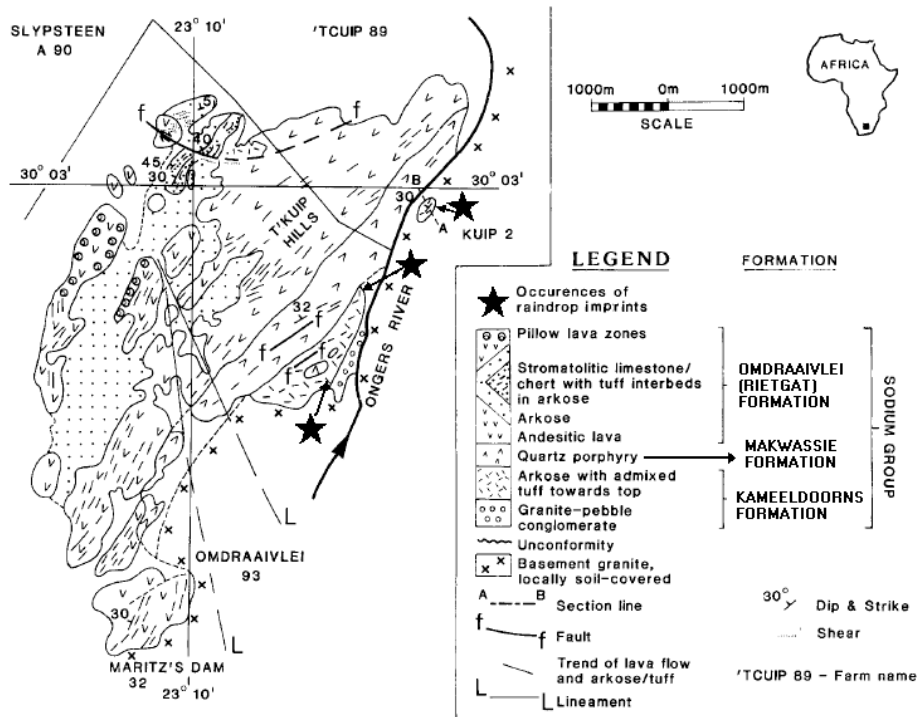 SLYPSTEEN
A 90
23° 10'
'TCUIP 89
AFRICA
1000m 0m 1000m
SCALE
f
f
5
40
45
30
30° 03'
30° 03'
B
30
A
KUIP 2
T'KUIP
HILLS
32
f
f
f
f
ONGERS RIVER
L
OMDRAAIVLEI
93
30
L
MARITZ'S DAM
32
23° 10'
LEGEND
FORMATION
Occurences of
raindrop imprints
Pillow lava zones
Stromatolitic limestone/
chert with tuff interbeds
in arkose
Arkose
Andesitic lava
OMDRAAIVLEI
(RIETGAT)
FORMATION
Quartz porphyry
MAKWASSIE
FORMATION
Arkose with admixed
tuff towards top
Granite-pebble
conglomerate
KAMEELDOORNS
FORMATION
SODIUM GROUP
Unconformity
Basement granite,
locally soil-covered
A B
Section line
f f
Fault
Trend of lava flow
and arkose/tuff
L L
Lineament
30°
Dip & Strike
Shear
'TCUIP 89 - Farm name